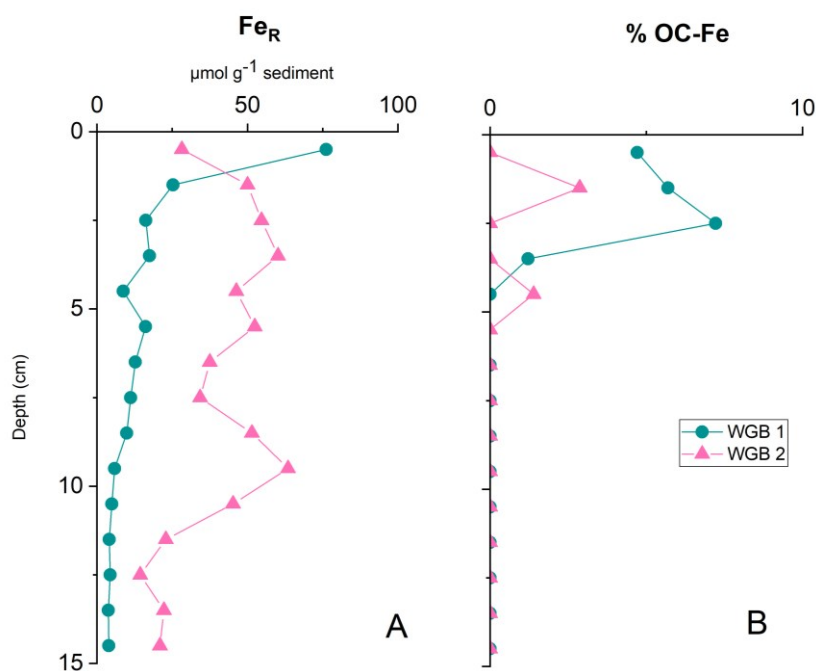 Fe_R
% OC-Fe
µmol g⁻¹ sediment
0 50 100
0 10
0
5
10
15
Depth (cm)
WGB 1
WGB 2
A
B